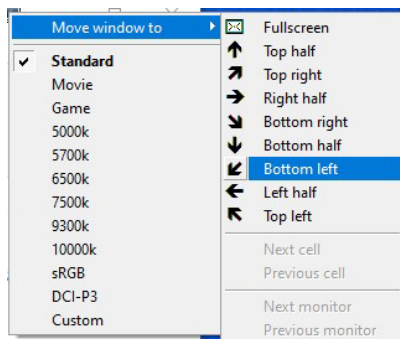 Move window to
Standard
Movie
Game
5000k
5700k
6500k
7500k
9300k
10000k
sRGB
DCI-P3
Custom
Fullscreen
Top half
Top right
Right half
Bottom right
Bottom half
Bottom left
Left half
Top left
Next cell
Previous cell
Next monitor
Previous monitor